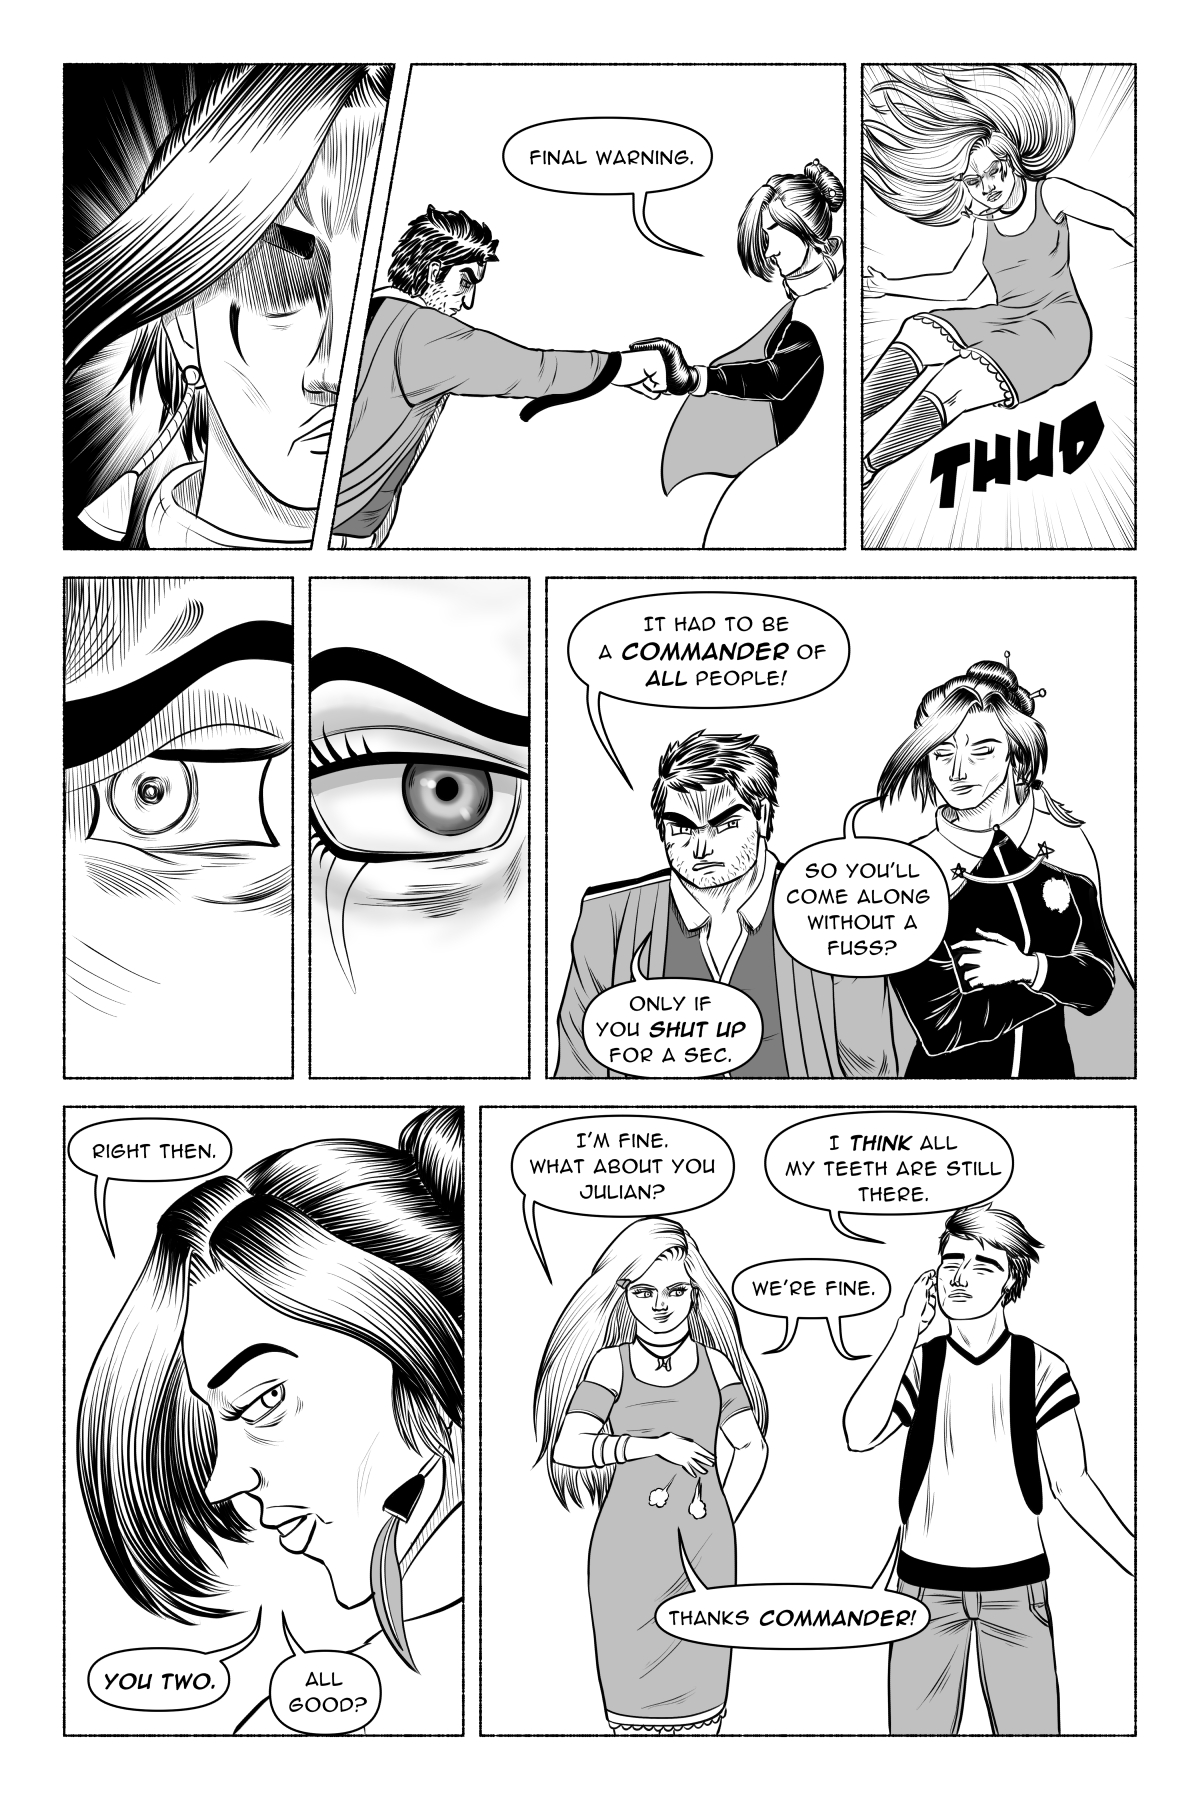 FINAL WARNING.
THUD
IT HAD TO BE
A COMMANDER OF
ALL PEOPLE!
SO YOU'LL
COME ALONG
WITHOUT A
FUSS?
ONLY IF
YOU SHUT UP
FOR A SEC.
RIGHT THEN.
YOU TWO.
ALL
GOOD?
I'M FINE.
WHAT ABOUT YOU
JULIAN?
I THINK ALL
MY TEETH ARE STILL
THERE.
WE'RE FINE.
THANKS COMMANDER!